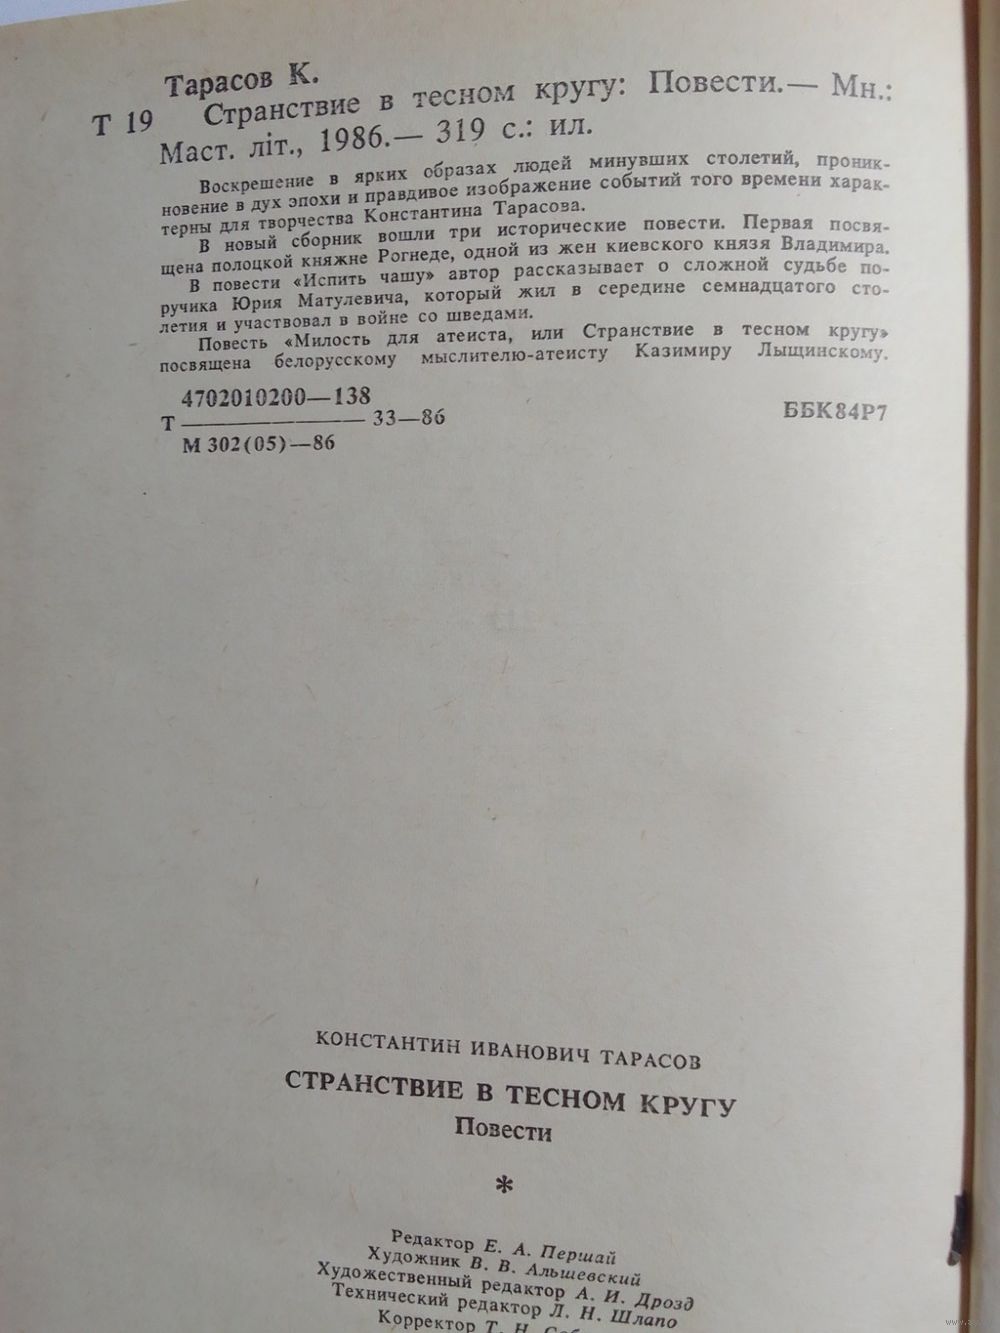 Тарасов К.
Т 19 Странствие в тесном кругу: Повести.— Мн.:
Маст. літ., 1986.— 319 с.: ил.
Воскрешение в ярких образах людей минувших столетий, проник-
новение в дух эпохи и правдивое изображение событий того времени харак-
терны для творчества Константина Тарасова.
В новый сборник вошли три исторические повести. Первая посвя-
щена полоцкой княжне Рогнеде, одной из жен киевского князя Владимира.
В повести «Испить чашу» автор рассказывает о сложной судьбе по-
ручика Юрия Матулевича, который жил в середине семнадцатого сто-
летия и участвовал в войне со шведами.
Повесть «Милость для атеиста, или Странствие в тесном кругу»
посвящена белорусскому мыслителю-атеисту Казимиру Лыщинскому.
4702010200—138
Т ————— 33—86
М 302(05)—86
ББК84Р7
КОНСТАНТИН ИВАНОВИЧ ТАРАСОВ
СТРАНСТВИЕ В ТЕСНОМ КРУГУ
Повести
*
Редактор Е. А. Першай
Художник В. В. Альшевский
Художественный редактор А. И. Дрозд
Технический редактор Л. Н. Шлапо
Корректор Т. Н.